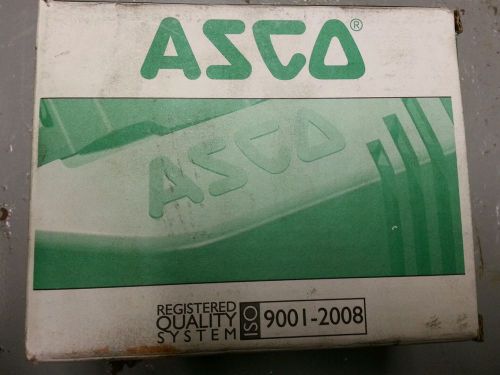 ASCO®
ASCO
REGISTERED
QUALITY
SYSTEM
ISO 9001-2008